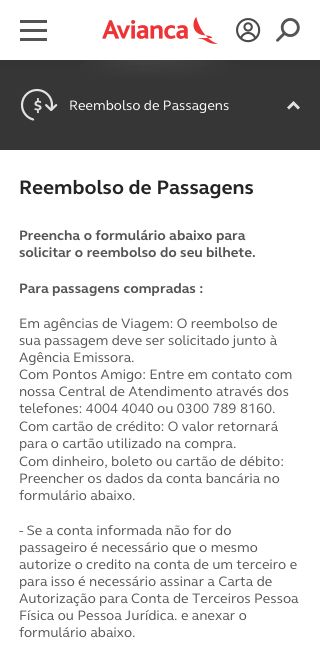 Avianca
Reembolso de Passagens
Reembolso de Passagens
Preencha o formulário abaixo para
solicitar o reembolso do seu bilhete.
Para passagens compradas :
Em agências de Viagem: O reembolso de
sua passagem deve ser solicitado junto à
Agência Emissora.
Com Pontos Amigo: Entre em contato com
nossa Central de Atendimento através dos
telefones: 4004 4040 ou 0300 789 8160.
Com cartão de crédito: O valor retornará
para o cartão utilizado na compra.
Com dinheiro, boleto ou cartão de débito:
Preencher os dados da conta bancária no
formulário abaixo.
- Se a conta informada não for do
passageiro é necessário que o mesmo
autorize o credito na conta de um terceiro e
para isso é necessário assinar a Carta de
Autorização para Conta de Terceiros Pessoa
Física ou Pessoa Jurídica. e anexar o
formulário abaixo.